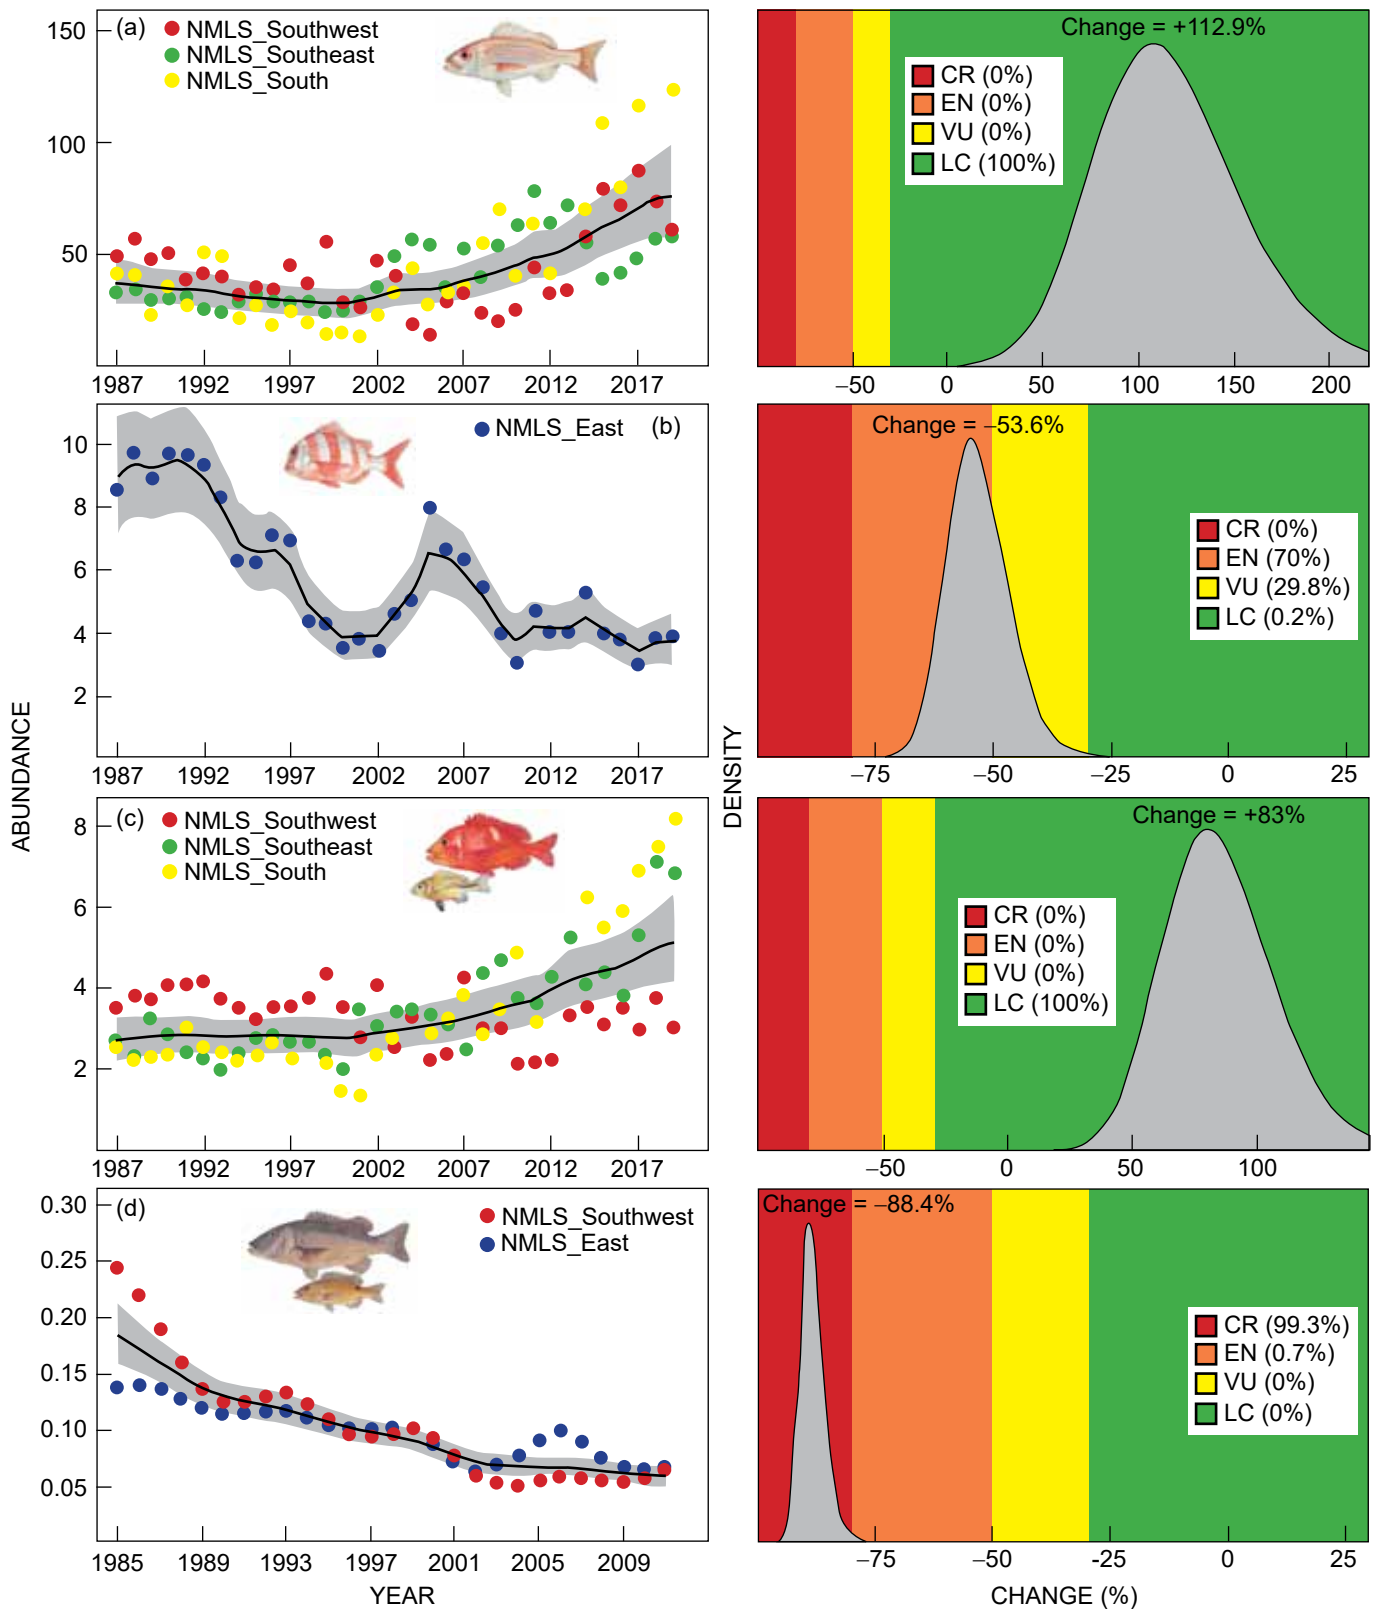 (a)
NMLS_Southwest
NMLS_Southeast
NMLS_South
150
100
50
1987 1992 1997 2002 2007 2012 2017
Change = +112.9%
CR (0%)
EN (0%)
VU (0%)
LC (100%)
−50 0 50 100 150 200
NMLS_East (b)
10
8
6
4
2
1987 1992 1997 2002 2007 2012 2017
Change = −53.6%
CR (0%)
EN (70%)
VU (29.8%)
LC (0.2%)
−75 −50 −25 0 25
ABUNDANCE
DENSITY
(c)
NMLS_Southwest
NMLS_Southeast
NMLS_South
8
6
4
2
1987 1992 1997 2002 2007 2012 2017
Change = +83%
CR (0%)
EN (0%)
VU (0%)
LC (100%)
−50 0 50 100
(d)
NMLS_Southwest
NMLS_East
0.30
0.25
0.20
0.15
0.10
0.05
1985 1989 1993 1997 2001 2005 2009
YEAR
Change = −88.4%
CR (99.3%)
EN (0.7%)
VU (0%)
LC (0%)
−75 −50 -25 0 25
CHANGE (%)